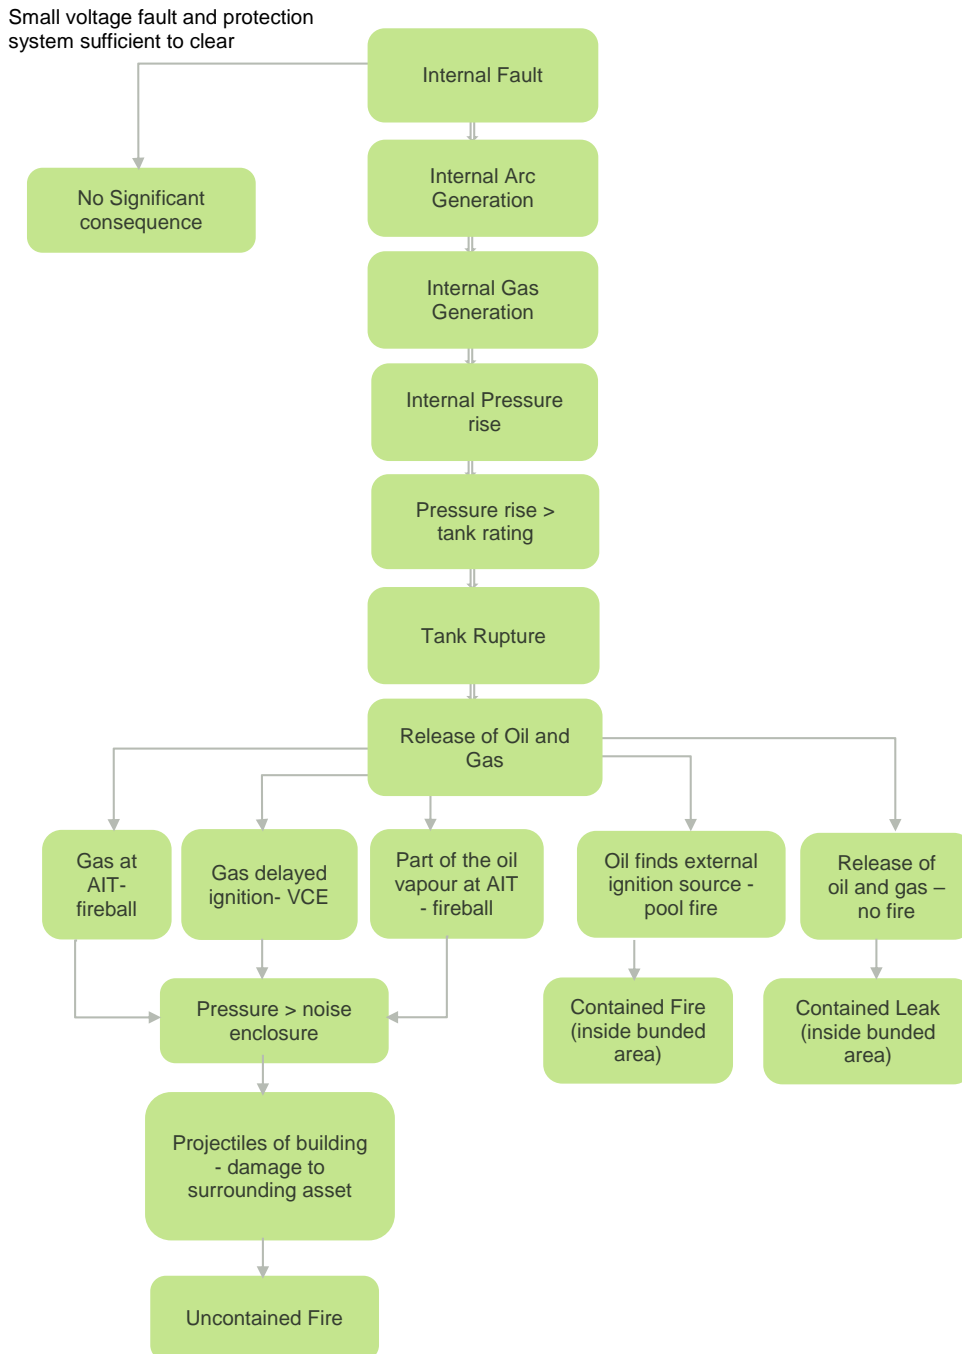 Small voltage fault and protection
system sufficient to clear
Internal Fault
No Significant
consequence
Internal Arc
Generation
Internal Gas
Generation
Internal Pressure
rise
Pressure rise >
tank rating
Tank Rupture
Release of Oil and
Gas
Gas at
AIT-
fireball
Gas delayed
ignition- VCE
Part of the oil
vapour at AIT
- fireball
Oil finds external
ignition source -
pool fire
Release of
oil and gas –
no fire
Pressure > noise
enclosure
Contained Fire
(inside bunded
area)
Contained Leak
(inside bunded
area)
Projectiles of building
- damage to
surrounding asset
Uncontained Fire